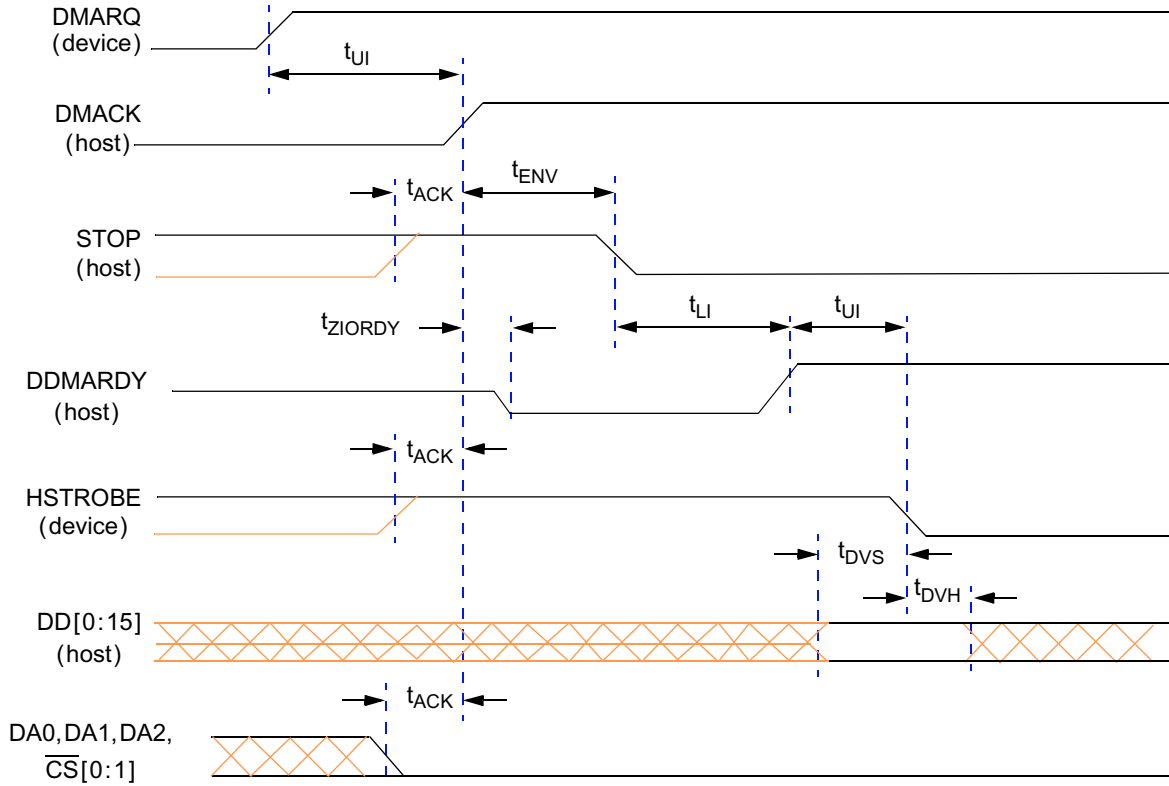 DMARQ
(device)
tUI
DMACK
(host)
tACK
tENV
STOP
(host)
tZIORDY
tLI
tUI
DDMARDY
(host)
tACK
HSTROBE
(device)
tDVS
tDVH
DD[0:15]
(host)
tACK
DA0,DA1,DA2,
CS[0:1]